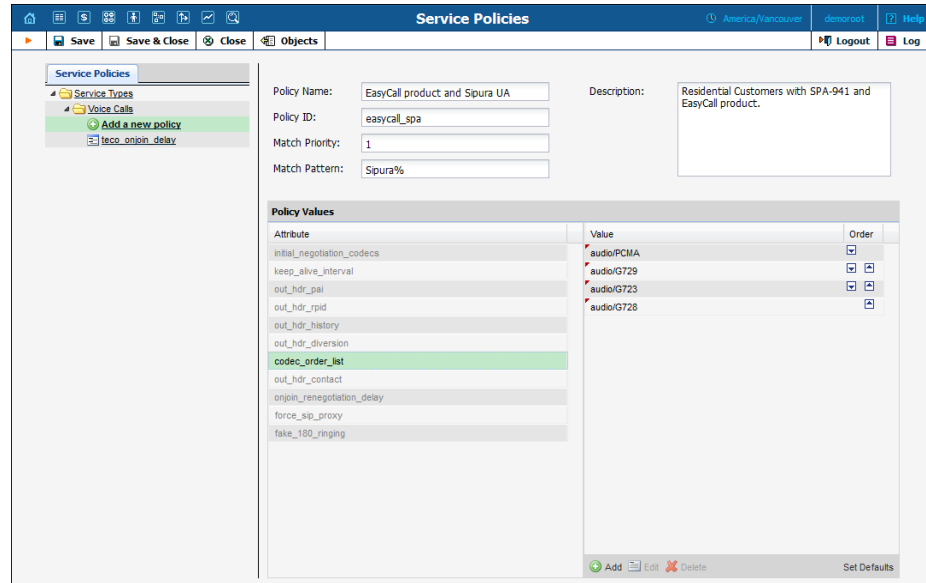 Service Policies
America/Vancouver
demoroot
? Help
Save
Save & Close
Close
Objects
Logout
Log
Service Policies
Service Types
Voice Calls
Add a new policy
teco_onjoin_delay
Policy Name:
EasyCall product and Sipura UA
Policy ID:
easycall_spa
Match Priority:
1
Match Pattern:
Sipura%
Description:
Residential Customers with SPA-941 and
EasyCall product.
Policy Values
Attribute
initial_negotiation_codecs
keep_alive_interval
out_hdr_pai
out_hdr_rpid
out_hdr_history
out_hdr_diversion
codec_order_list
out_hdr_contact
onjoin_renegotiation_delay
force_sip_proxy
fake_180_ringing
Value
Order
audio/PCMA
audio/G729
audio/G723
audio/G728
Add
Edit
Delete
Set Defaults